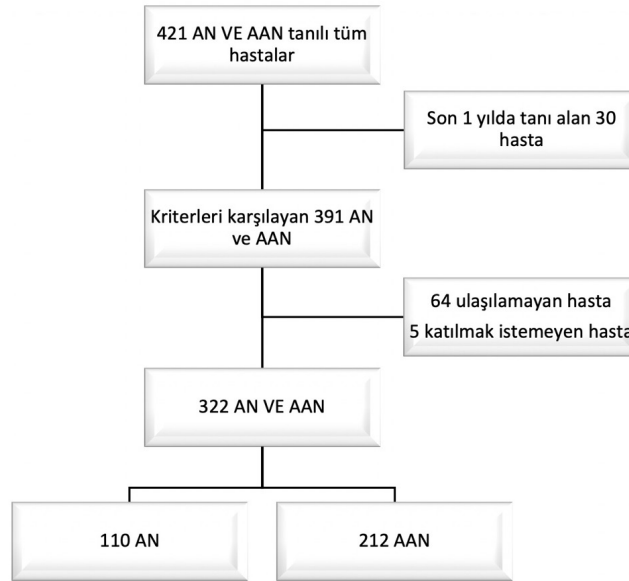 421 AN VE AAN tanılı tüm
hastalar
Son 1 yılda tanı alan 30
hasta
Kriterleri karşılayan 391 AN
ve AAN
64 ulaşılamayan hasta
5 katılmak istemeyen hasta
322 AN VE AAN
110 AN
212 AAN